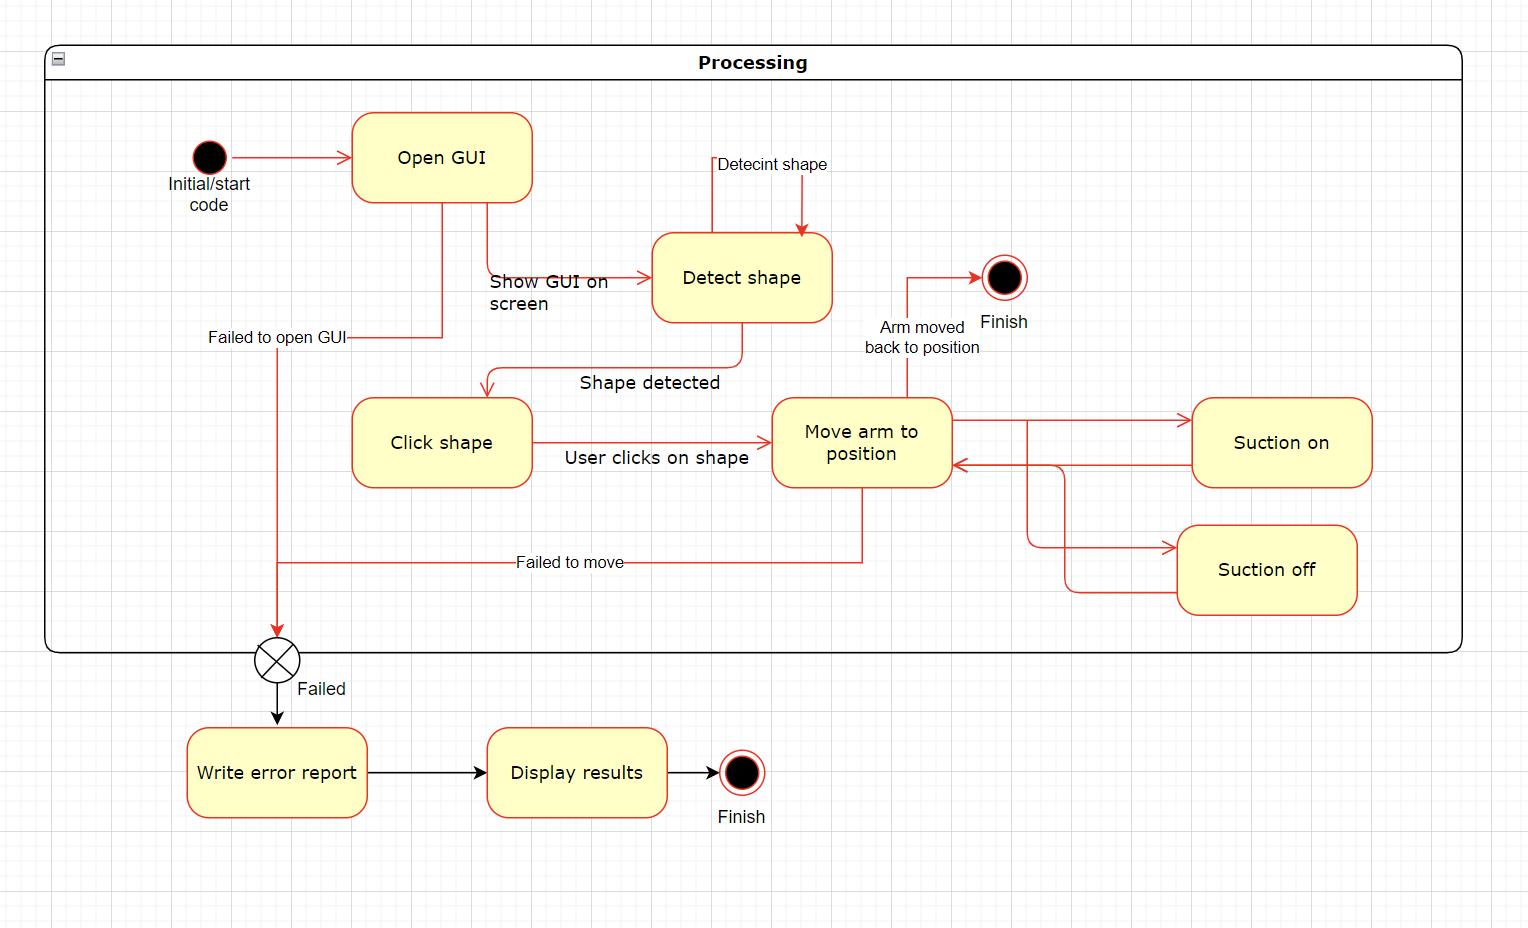 Processing
Open GUI
Initial/start
code
Detecint shape
Detect shape
Show GUI on
screen
Finish
Arm moved
back to position
Failed to open GUI
Shape detected
Click shape
User clicks on shape
Move arm to
position
Suction on
Failed to move
Suction off
Failed
Write error report
Display results
Finish